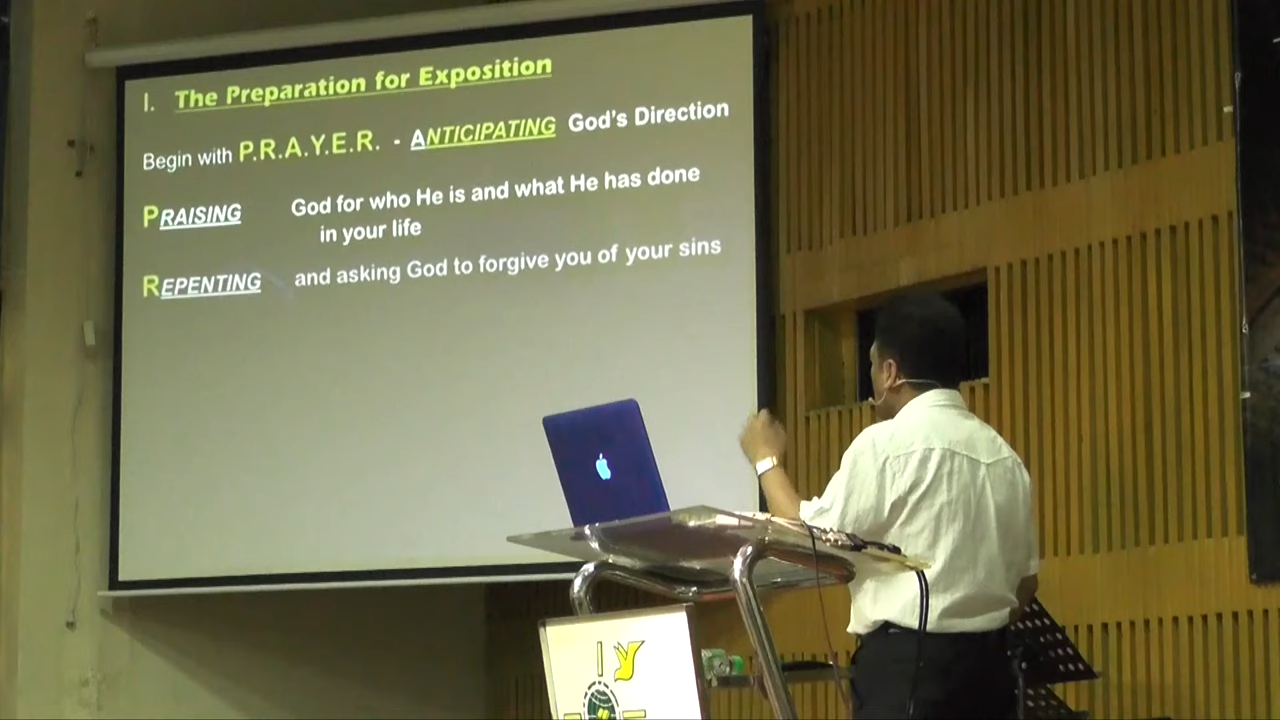 I. The Preparation for Exposition
Begin with P.R.A.Y.E.R. - ANTICIPATING God's Direction
PRAISING God for who He is and what He has done
in your life
REPENTING and asking God to forgive you of your sins